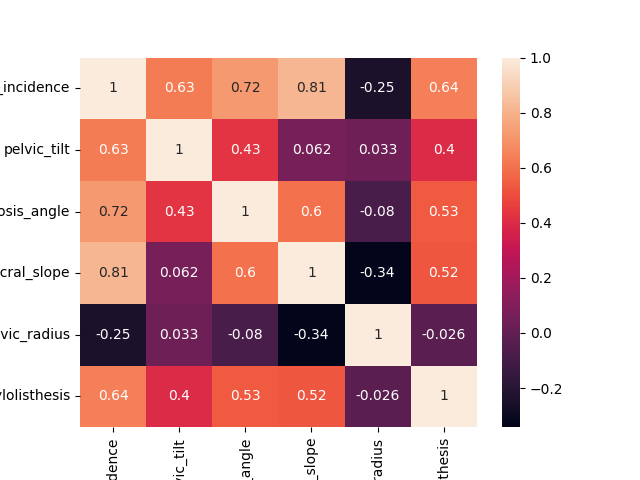 _incidence 1 0.63 0.72 0.81 -0.25 0.64
pelvic_tilt 0.63 1 0.43 0.062 0.033 0.4
osis_angle 0.72 0.43 1 0.6 -0.08 0.53
cral_slope 0.81 0.062 0.6 1 -0.34 0.52
vic_radius -0.25 0.033 -0.08 -0.34 1 -0.026
ylolisthesis 0.64 0.4 0.53 0.52 -0.026 1
dence
vic_tilt
_angle
_slope
radius
thesis
1.0
0.8
0.6
0.4
0.2
0.0
−0.2